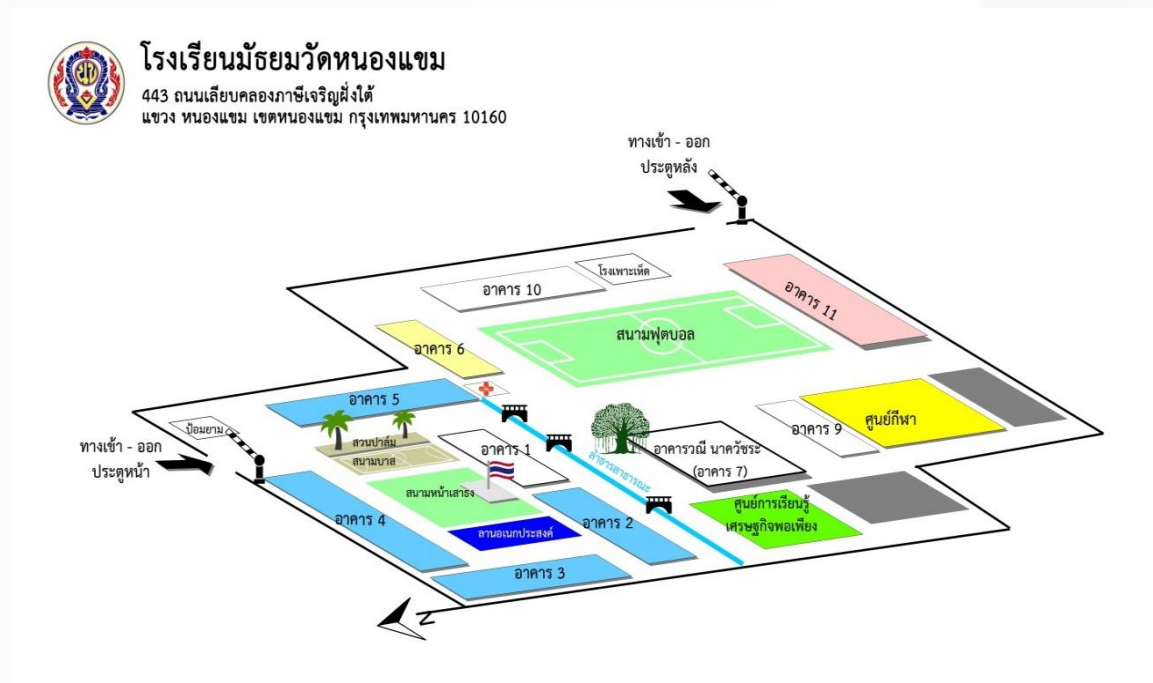 โรงเรียนมัธยมวัดหนองแขม
443 ถนนเลียบคลองภาษีเจริญฝั่งใต้
แขวง หนองแขม เขตหนองแขม กรุงเทพมหานคร 10160
ทางเข้า - ออก
ประตูหลัง
โรงเพาะเห็ด
อาคาร 10
อาคาร 11
สนามฟุตบอล
อาคาร 6
อาคาร 5
ป้อมยาม
ทางเข้า - ออก
ประตูหน้า
สวนปาล์ม
สนามบาส
อาคาร 1
ลำธารสาธารณะ
อาคารวณี นาควัชระ
(อาคาร 7)
อาคาร 9
ศูนย์กีฬา
สนามหน้าเสาธง
อาคาร 4
ลานอเนกประสงค์
อาคาร 2
ศูนย์การเรียนรู้
เศรษฐกิจพอเพียง
อาคาร 3
N